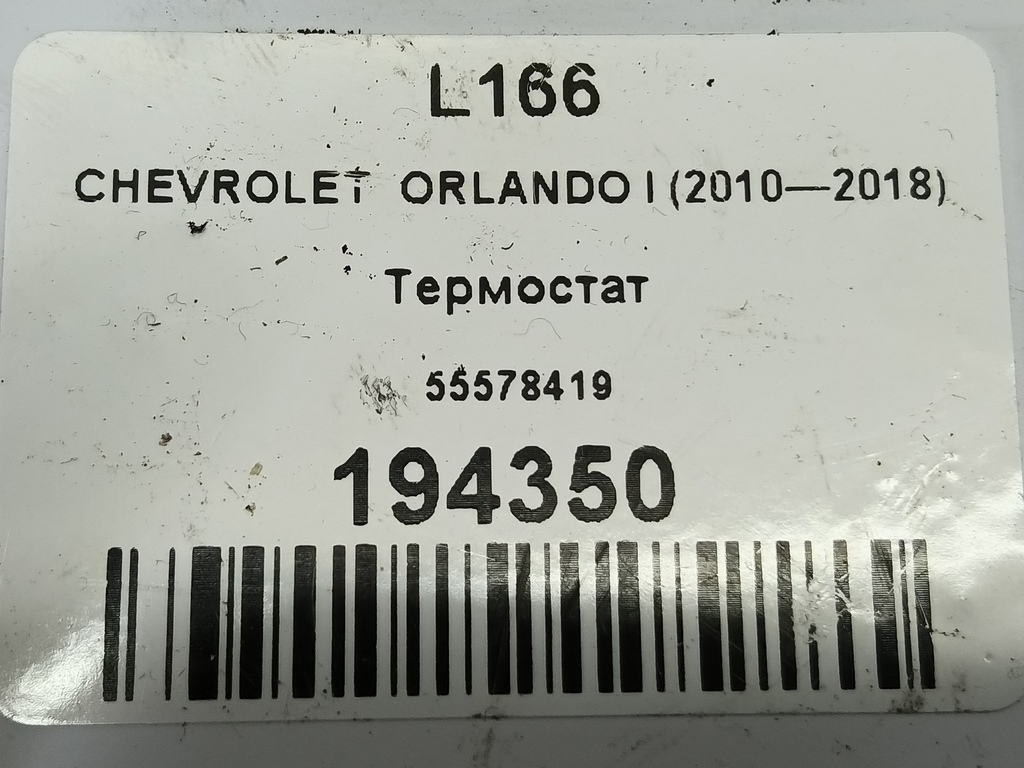 L166
CHEVROLET ORLANDO I (2010—2018)
Термостат
55578419
194350